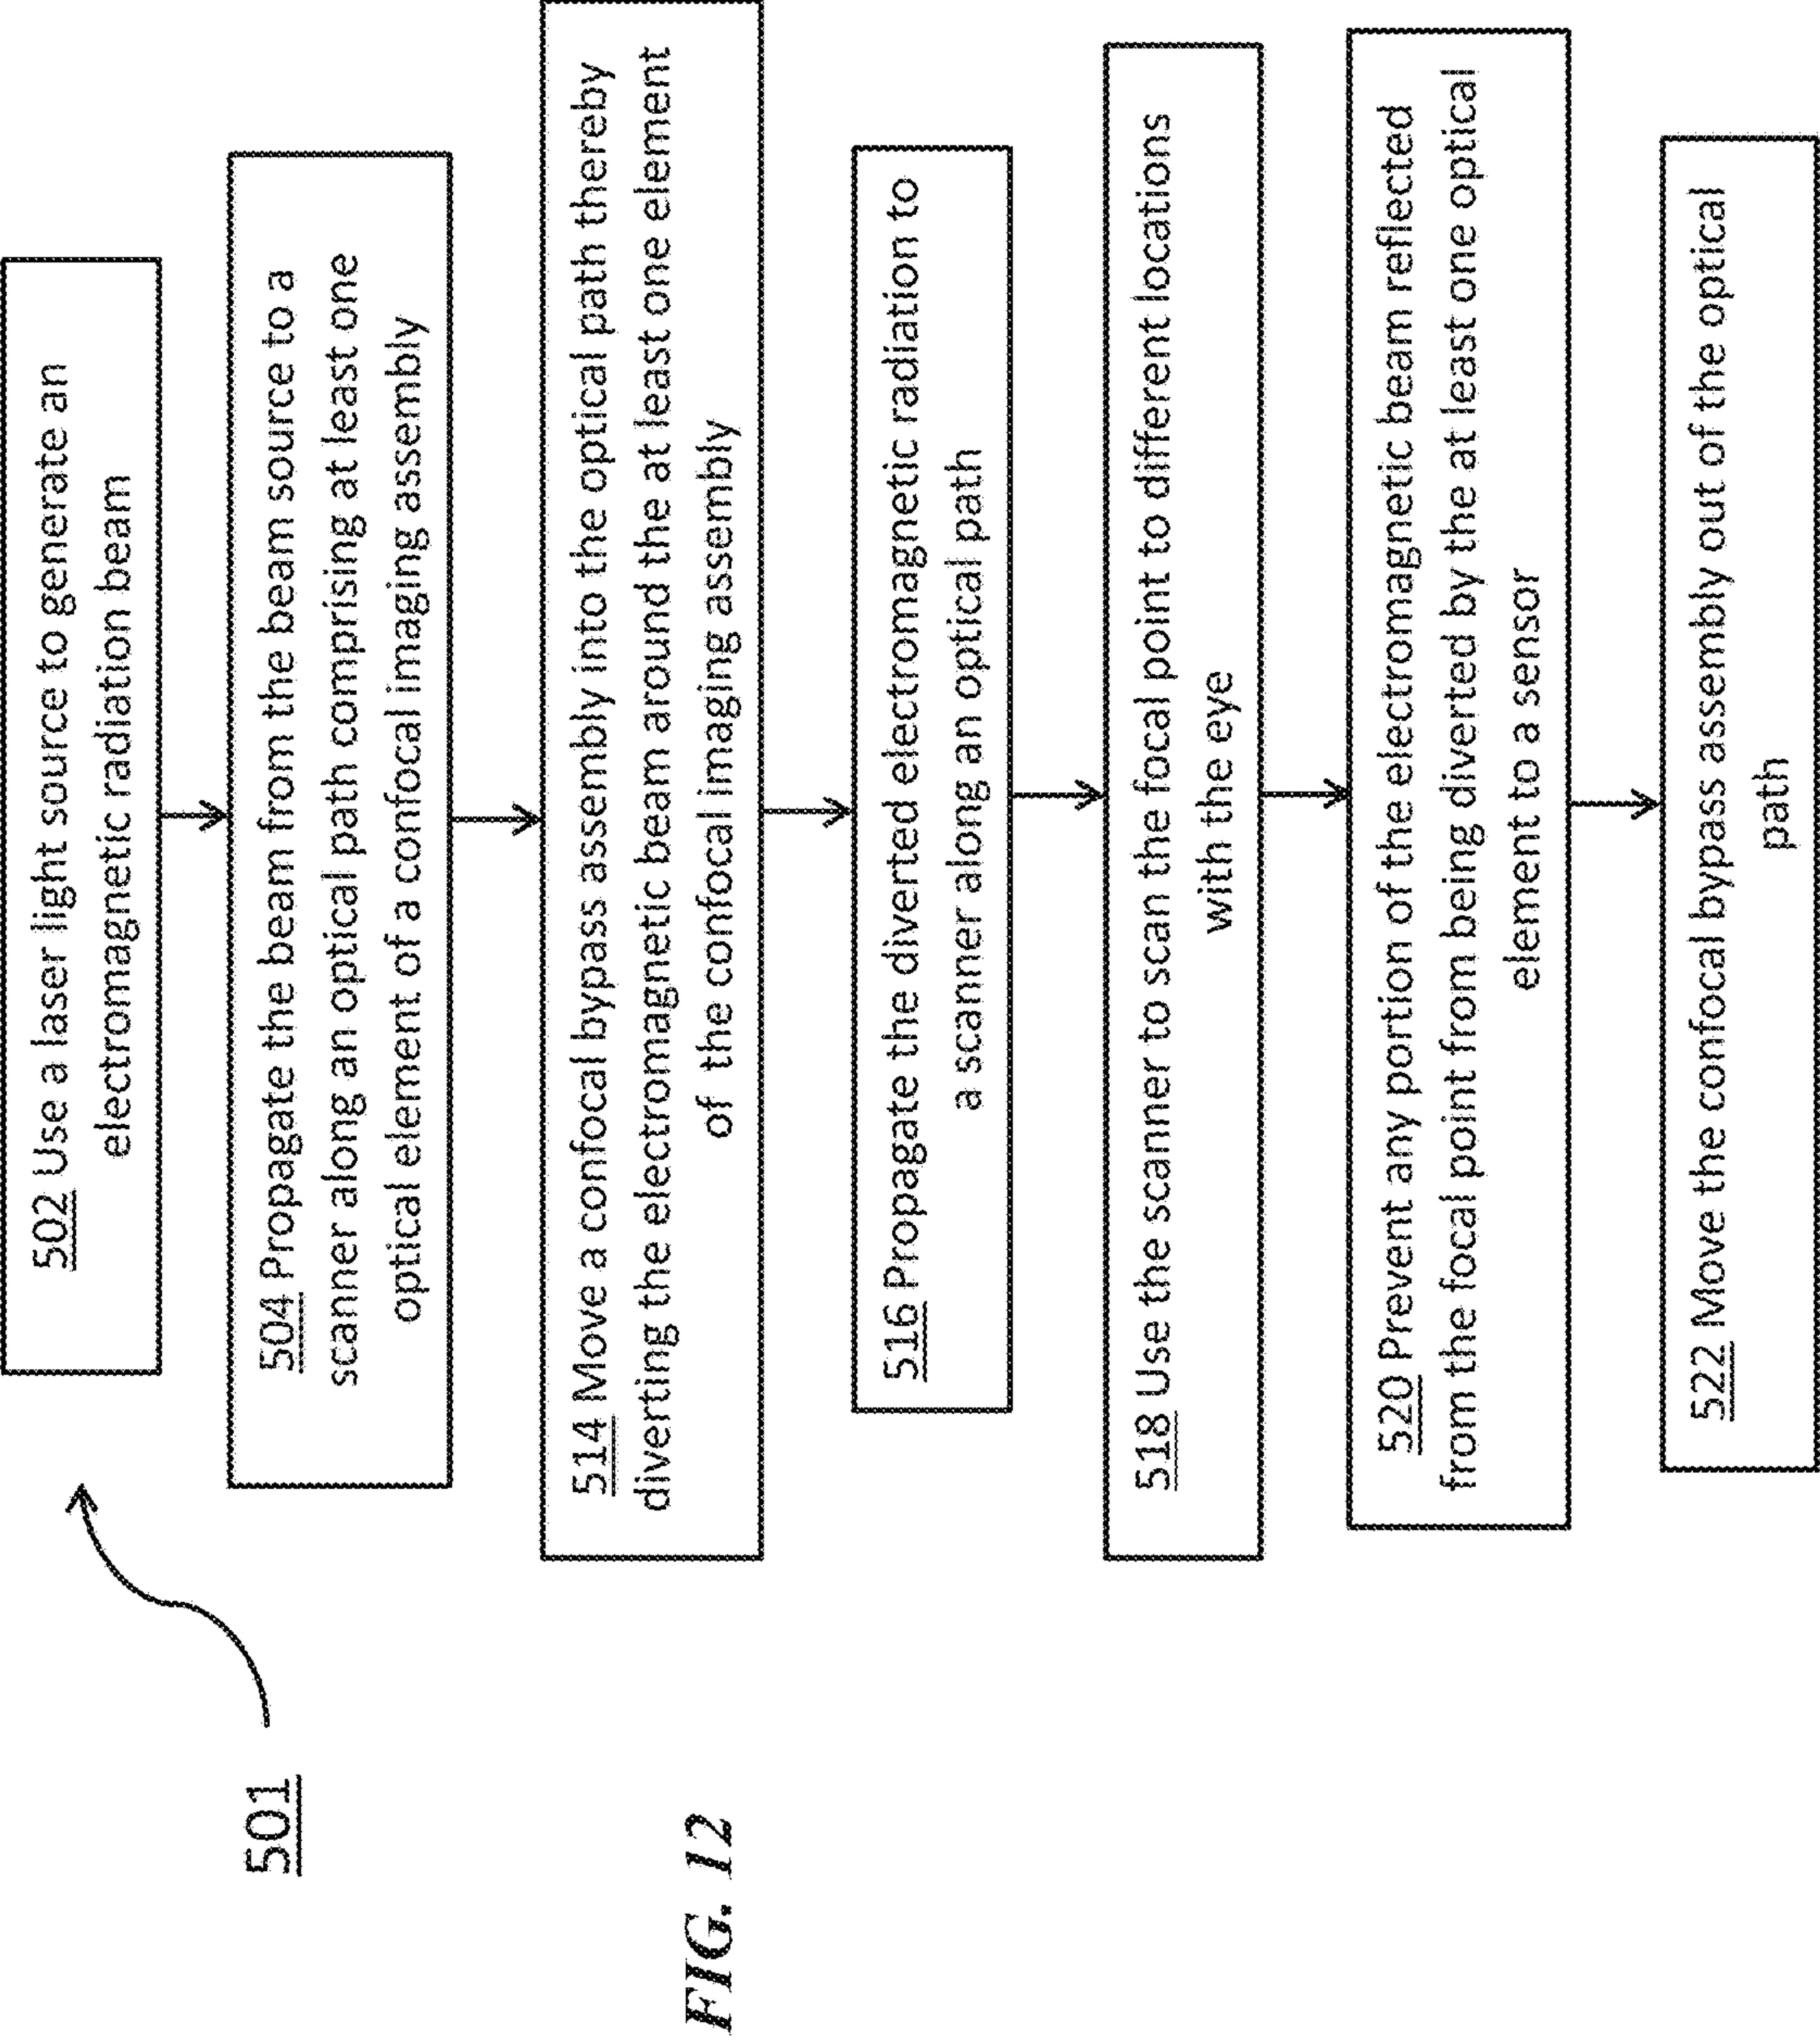 502 Use a laser light source to generate an
electromagnetic radiation beam
504 Propagate the beam from the beam source to a
scanner along an optical path comprising at least one
optical element of a confocal imaging assembly
514 Move a confocal bypass assembly into the optical path thereby
diverting the electromagnetic beam around the at least one element
of the confocal imaging assembly
516 Propagate the diverted electromagnetic radiation to
a scanner along an optical path
518 Use the scanner to scan the focal point to different locations
with the eye
520 Prevent any portion of the electromagnetic beam reflected
from the focal point from being diverted by the at least one optical
element to a sensor
522 Move the confocal bypass assembly out of the optical
path
501
FIG. 12